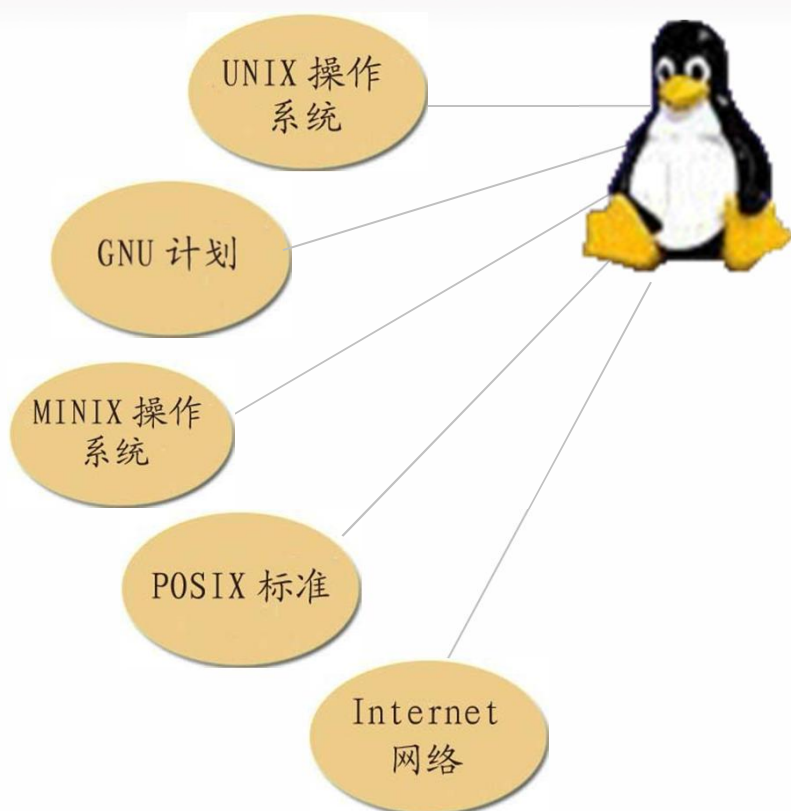 UNIX 操作
系统
GNU 计划
MINIX 操作
系统
POSIX 标准
Internet
网络